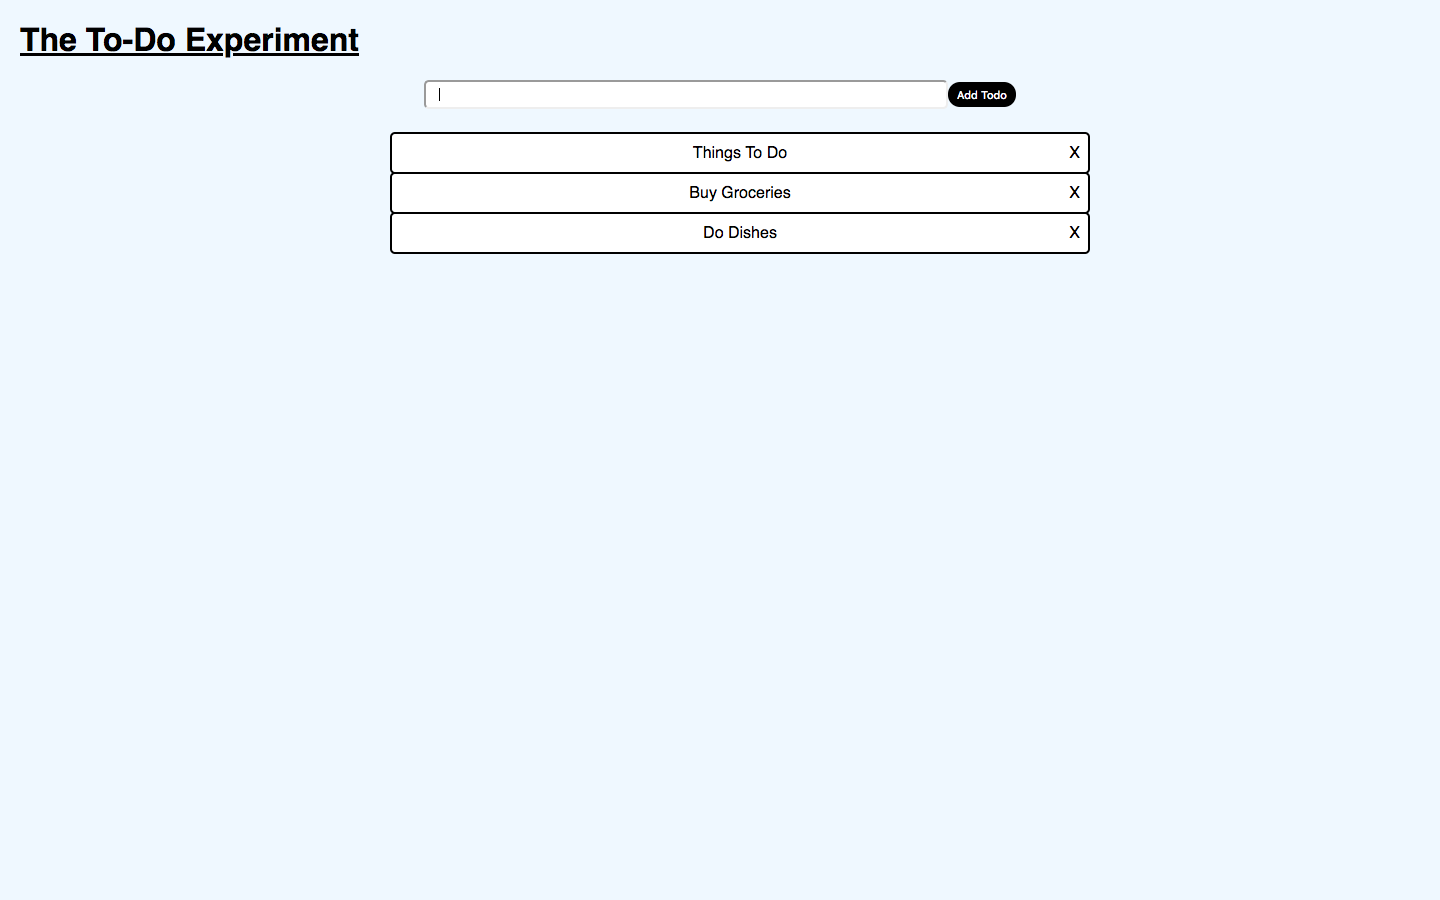 The To-Do Experiment
Add Todo
Things To Do X
Buy Groceries X
Do Dishes X